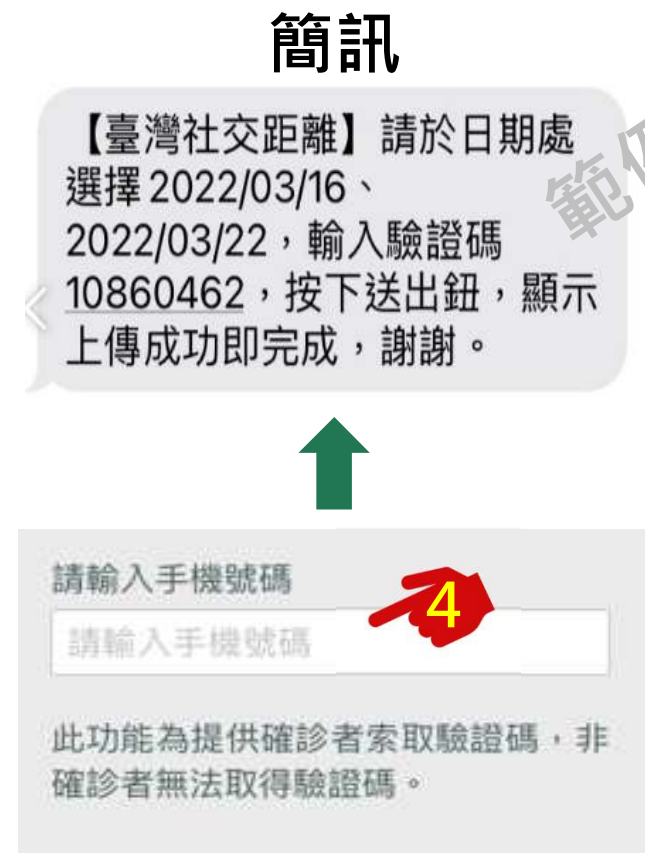 簡訊
範例
【臺灣社交距離】請於日期處
選擇 2022/03/16、
2022/03/22,輸入驗證碼
10860462,按下送出鈕,顯示
上傳成功即完成,謝謝。
請輸入手機號碼
4
請輸入手機號碼
此功能為提供確診者索取驗證碼,非
確診者無法取得驗證碼。